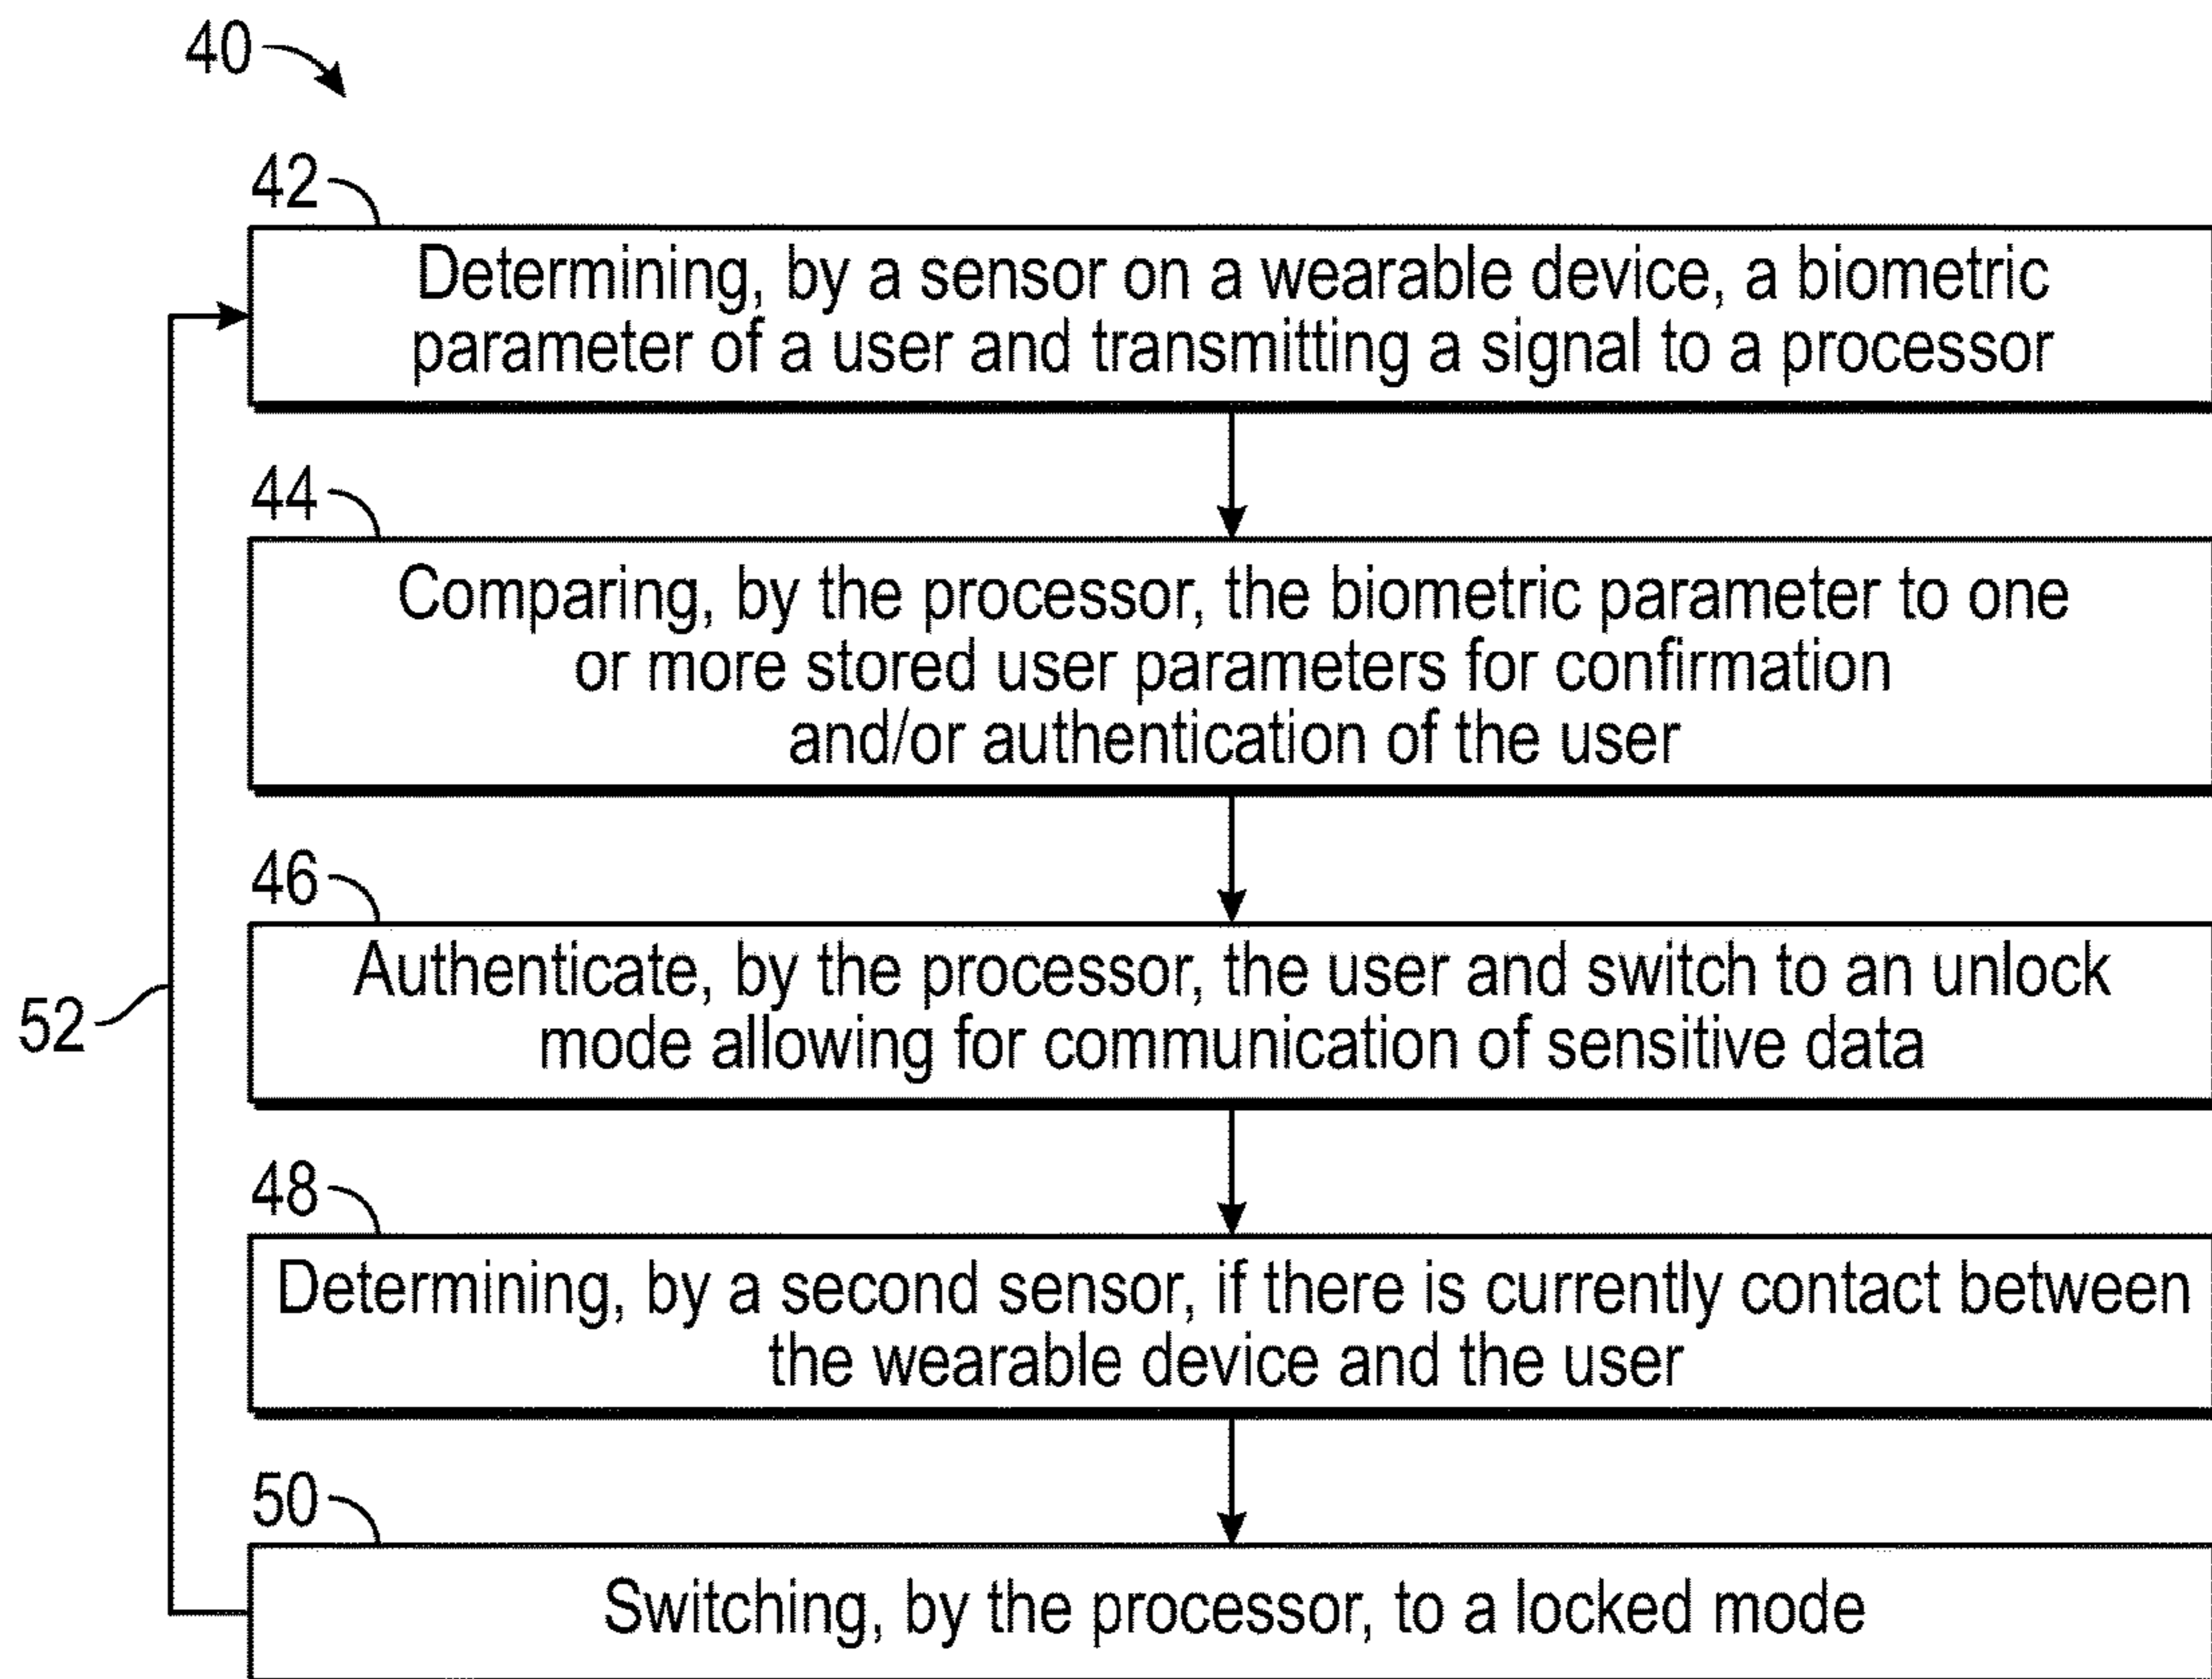 40
42
Determining, by a sensor on a wearable device, a biometric
parameter of a user and transmitting a signal to a processor
44
Comparing, by the processor, the biometric parameter to one
or more stored user parameters for confirmation
and/or authentication of the user
46
Authenticate, by the processor, the user and switch to an unlock
mode allowing for communication of sensitive data
52
48
Determining, by a second sensor, if there is currently contact between
the wearable device and the user
50
Switching, by the processor, to a locked mode